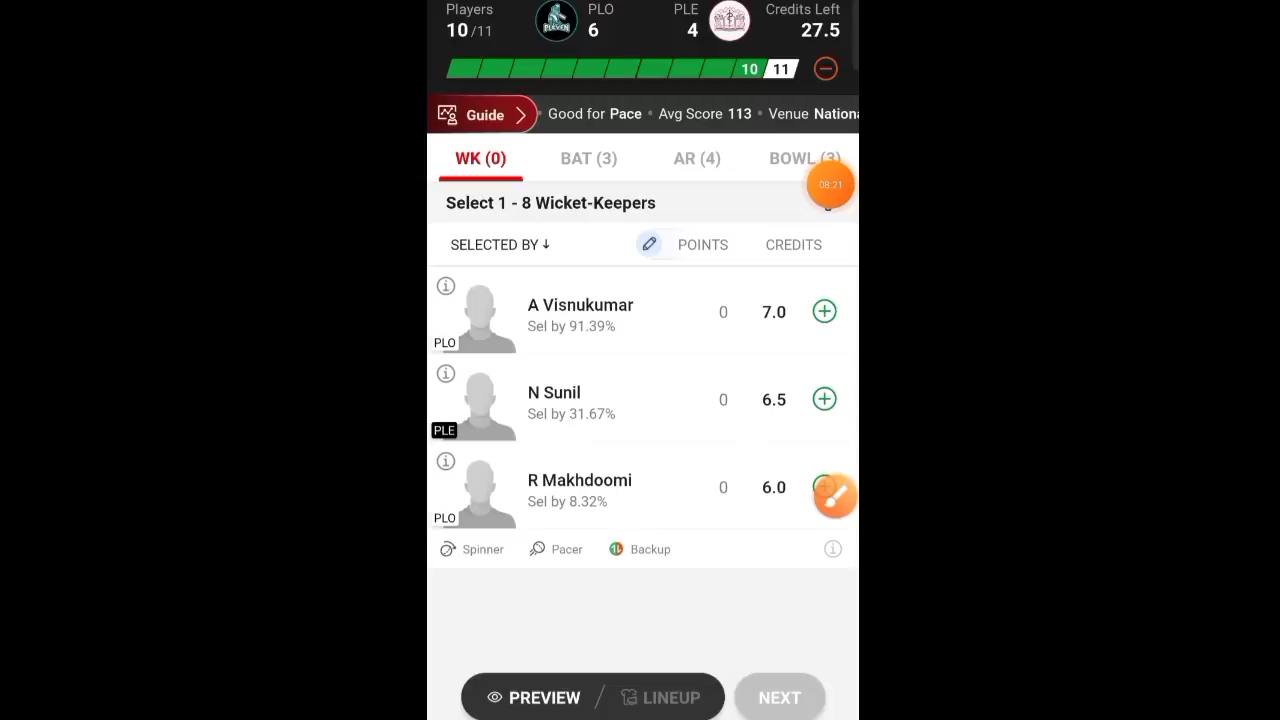 Players PLO PLE Credits Left
10/11 6 4 27.5
PLOVEN
10 11
Guide Good for Pace • Avg Score 113 • Venue Nationa
WK (0) BAT (3) AR (4) BOWL (3)
08:21
Select 1 - 8 Wicket-Keepers
SELECTED BY↓ POINTS CREDITS
A Visnukumar 0 7.0
Sel by 91.39%
PLO
N Sunil 0 6.5
Sel by 31.67%
PLE
R Makhdoomi 0 6.0
Sel by 8.32%
PLO
Spinner Pacer Backup
PREVIEW / LINEUP NEXT